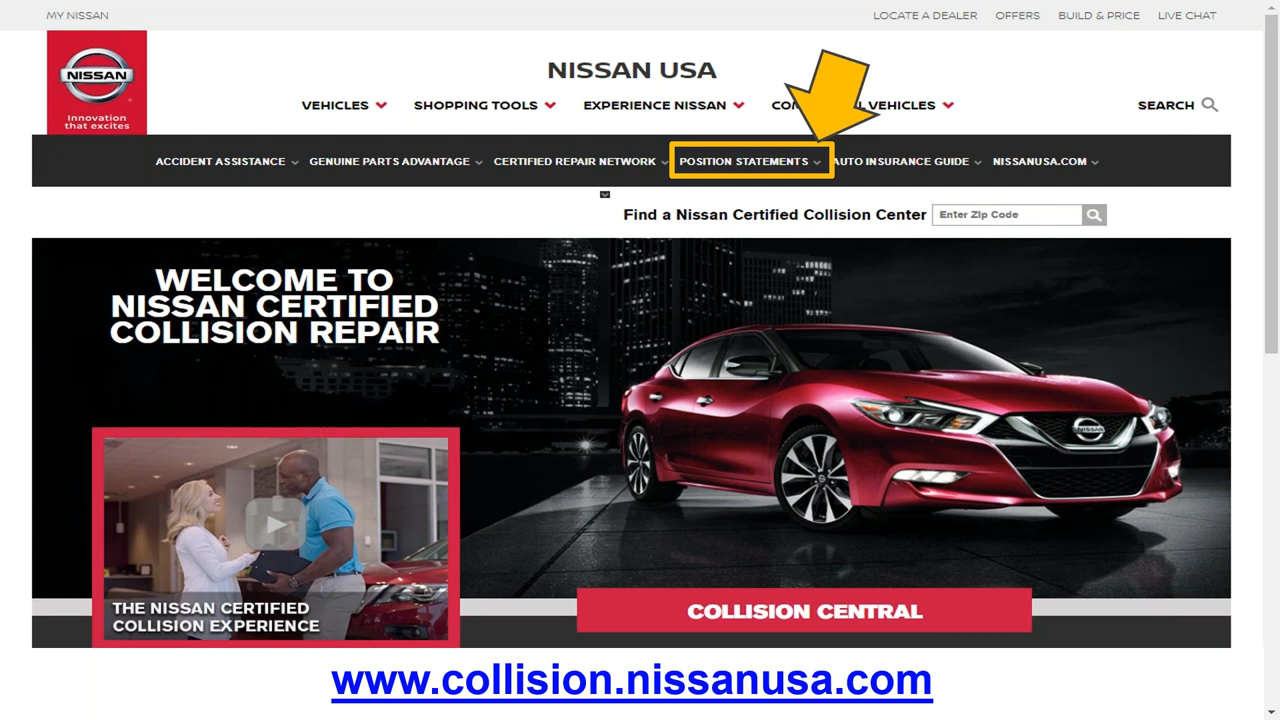 MY NISSAN
LOCATE A DEALER OFFERS BUILD & PRICE LIVE CHAT
NISSAN
Innovation
that excites
NISSAN USA
VEHICLES SHOPPING TOOLS EXPERIENCE NISSAN VEHICLES
SEARCH
ACCIDENT ASSISTANCE GENUINE PARTS ADVANTAGE CERTIFIED REPAIR NETWORK POSITION STATEMENTS AUTO INSURANCE GUIDE NISSANUSA.COM
Find a Nissan Certified Collision Center Enter Zip Code
WELCOME TO
NISSAN CERTIFIED
COLLISION REPAIR
NISSAN
THE NISSAN CERTIFIED
COLLISION EXPERIENCE
COLLISION CENTRAL
www.collision.nissanusa.com